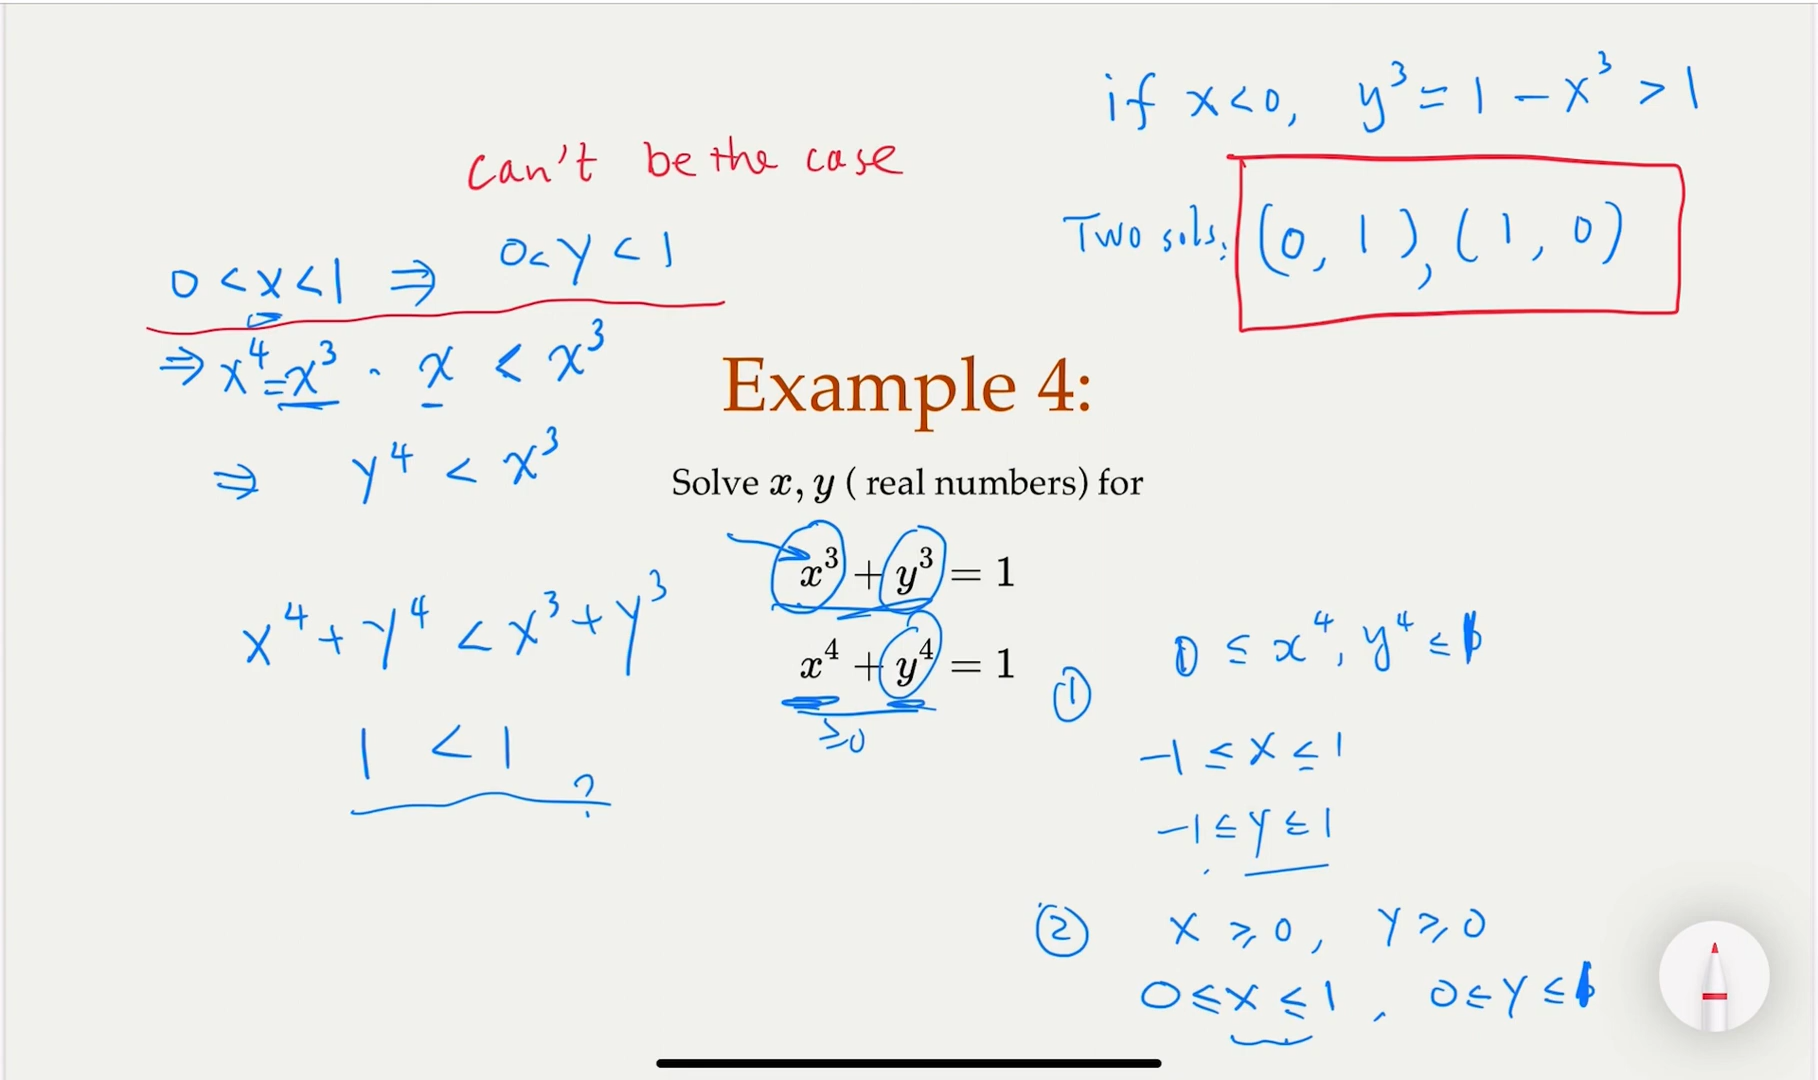 if x<0, y³ = 1 - x³ > 1
can't be the case
Two sols: (0, 1), (1, 0)
0 < x < 1 ⇒ 0 < y < 1
⇒ x⁴ = x³ · x < x³
⇒ y⁴ < x³
x⁴ + y⁴ < x³ + y³
1 < 1 ?
Example 4:
Solve x, y ( real numbers) for
x³ + y³ = 1
x⁴ + y⁴ = 1
≥0
① 0 ≤ x⁴, y⁴ ≤ 1
-1 ≤ x ≤ 1
-1 ≤ y ≤ 1
② x ≥ 0, y ≥ 0
0 ≤ x ≤ 1, 0 ≤ y ≤ 1